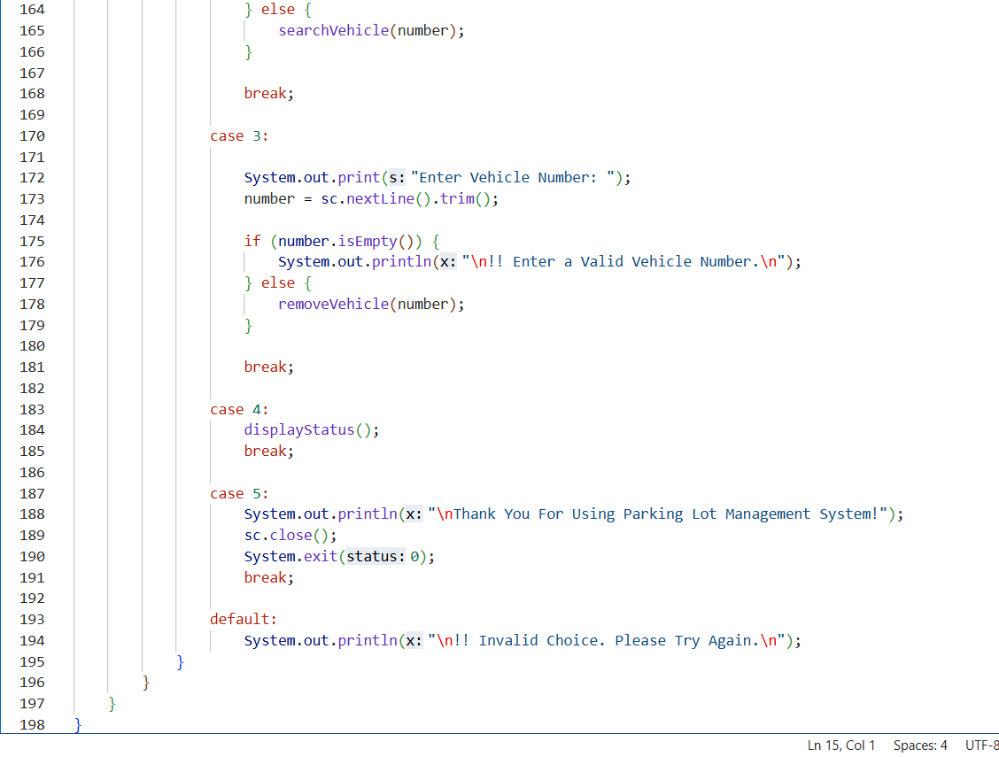 164 } else {
165 searchVehicle(number);
166 }
167
168 break;
169
170 case 3:
171
172 System.out.print(s: "Enter Vehicle Number: ");
173 number = sc.nextLine().trim();
174
175 if (number.isEmpty()) {
176 System.out.println(x: "\n!! Enter a Valid Vehicle Number.\n");
177 } else {
178 removeVehicle(number);
179 }
180
181 break;
182
183 case 4:
184 displayStatus();
185 break;
186
187 case 5:
188 System.out.println(x: "\nThank You For Using Parking Lot Management System!");
189 sc.close();
190 System.exit(status: 0);
191 break;
192
193 default:
194 System.out.println(x: "\n!! Invalid Choice. Please Try Again.\n");
195 }
196 }
197 }
198 }
Ln 15, Col 1 Spaces: 4 UTF-8